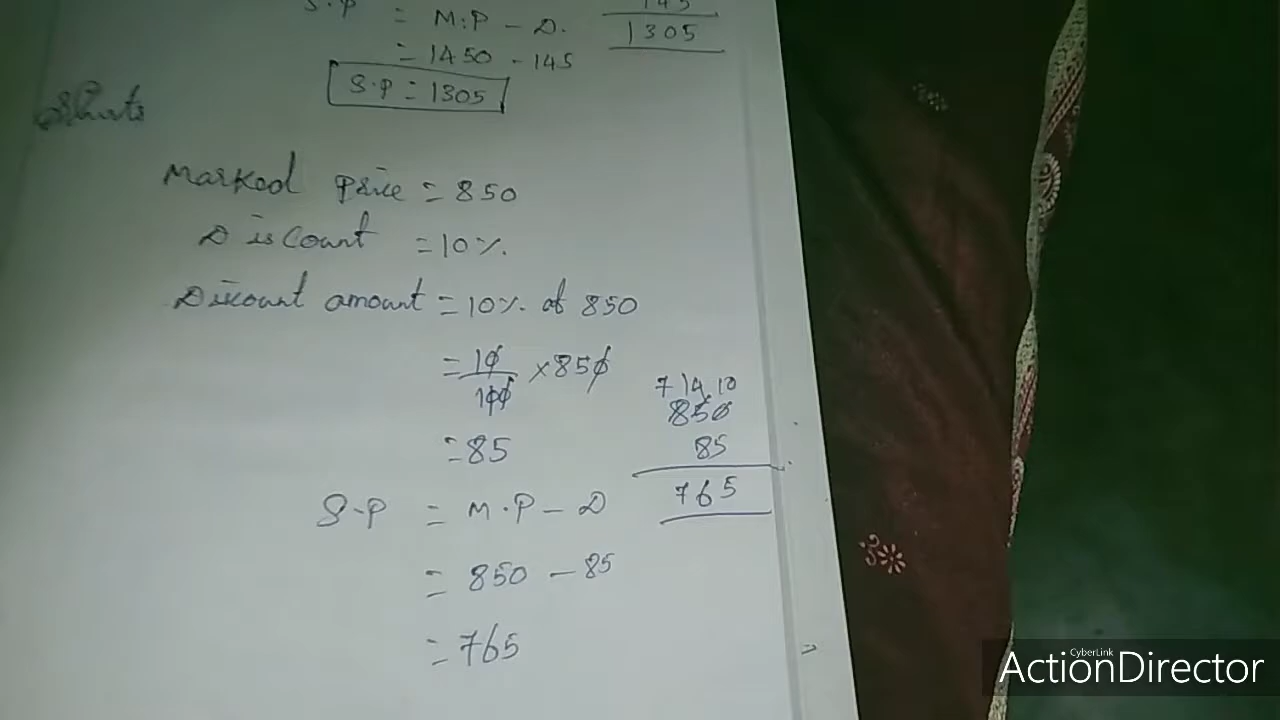 S.P = M.P - D.
145
1305
= 1450 - 145
S.P = 1305
Shirts
Marked Price = 850
Discount = 10%.
Discount amount = 10%. of 850
= 10/100 × 850
7 14 10
850
= 85
85
765
S.P = M.P - D
= 850 - 85
= 765
CyberLink
ActionDirector